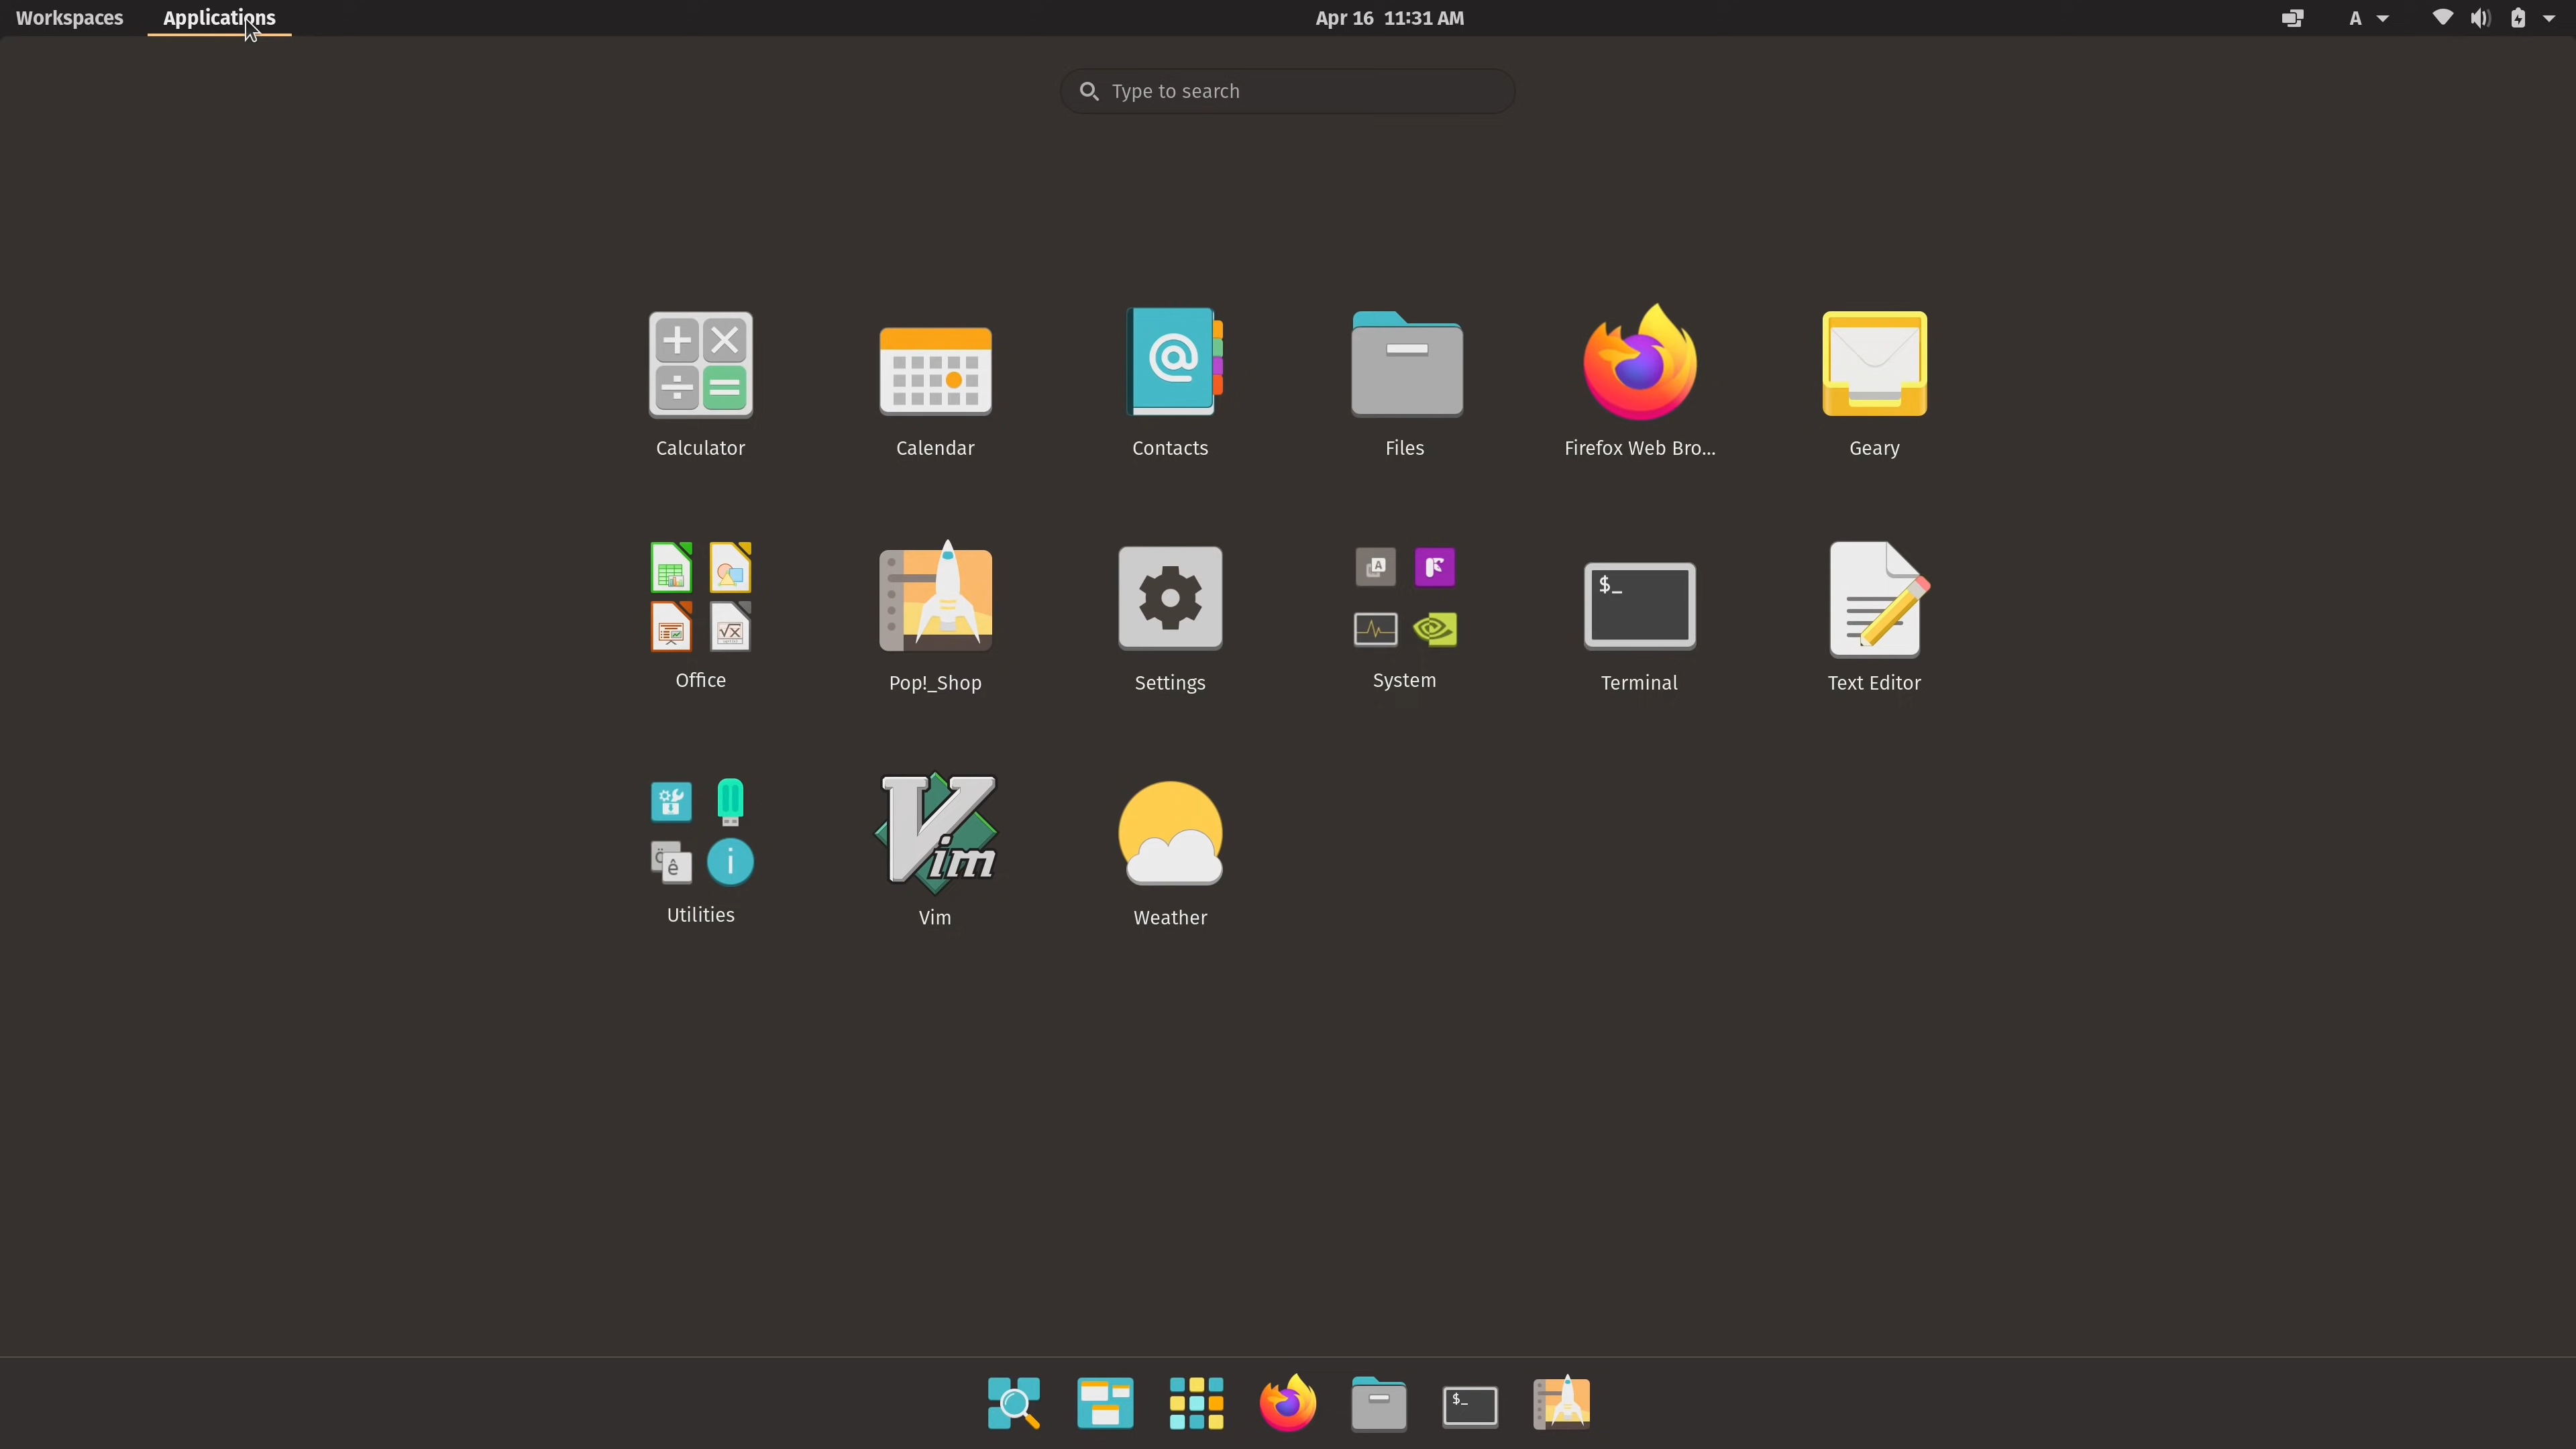 Workspaces Applications Apr 16 11:31 AM A
Type to search
Calculator Calendar Contacts Files Firefox Web Bro... Geary
$_
Office Pop!_Shop Settings System Terminal Text Editor
Vim
Utilities Vim Weather
$_